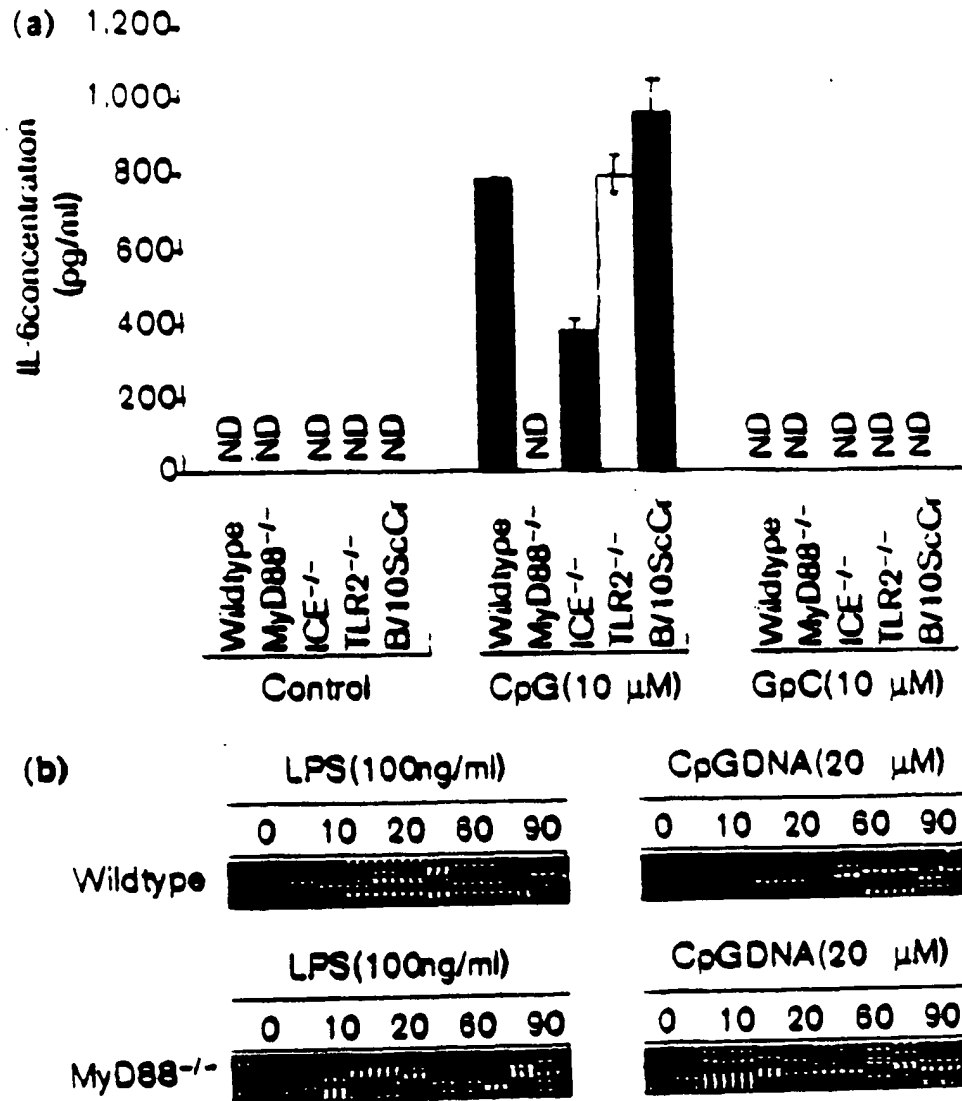 (a)
1,200
1,000
800
600
400
200
0
IL-6concentration
(pg/ml)
ND ND ND ND ND
ND
ND ND ND ND ND
Wildtype
MyD88-/-
ICE-/-
TLR2-/-
B/10ScCr
Wildtype
MyD88-/-
ICE-/-
TLR2-/-
B/10ScCr
Wildtype
MyD88-/-
ICE-/-
TLR2-/-
B/10ScCr
Control CpG(10 μM) GpC(10 μM)
(b)
LPS(100ng/ml) CpGDNA(20 μM)
0 10 20 60 90 0 10 20 60 90
Wildtype
LPS(100ng/ml) CpGDNA(20 μM)
0 10 20 60 90 0 10 20 60 90
MyD88-/-